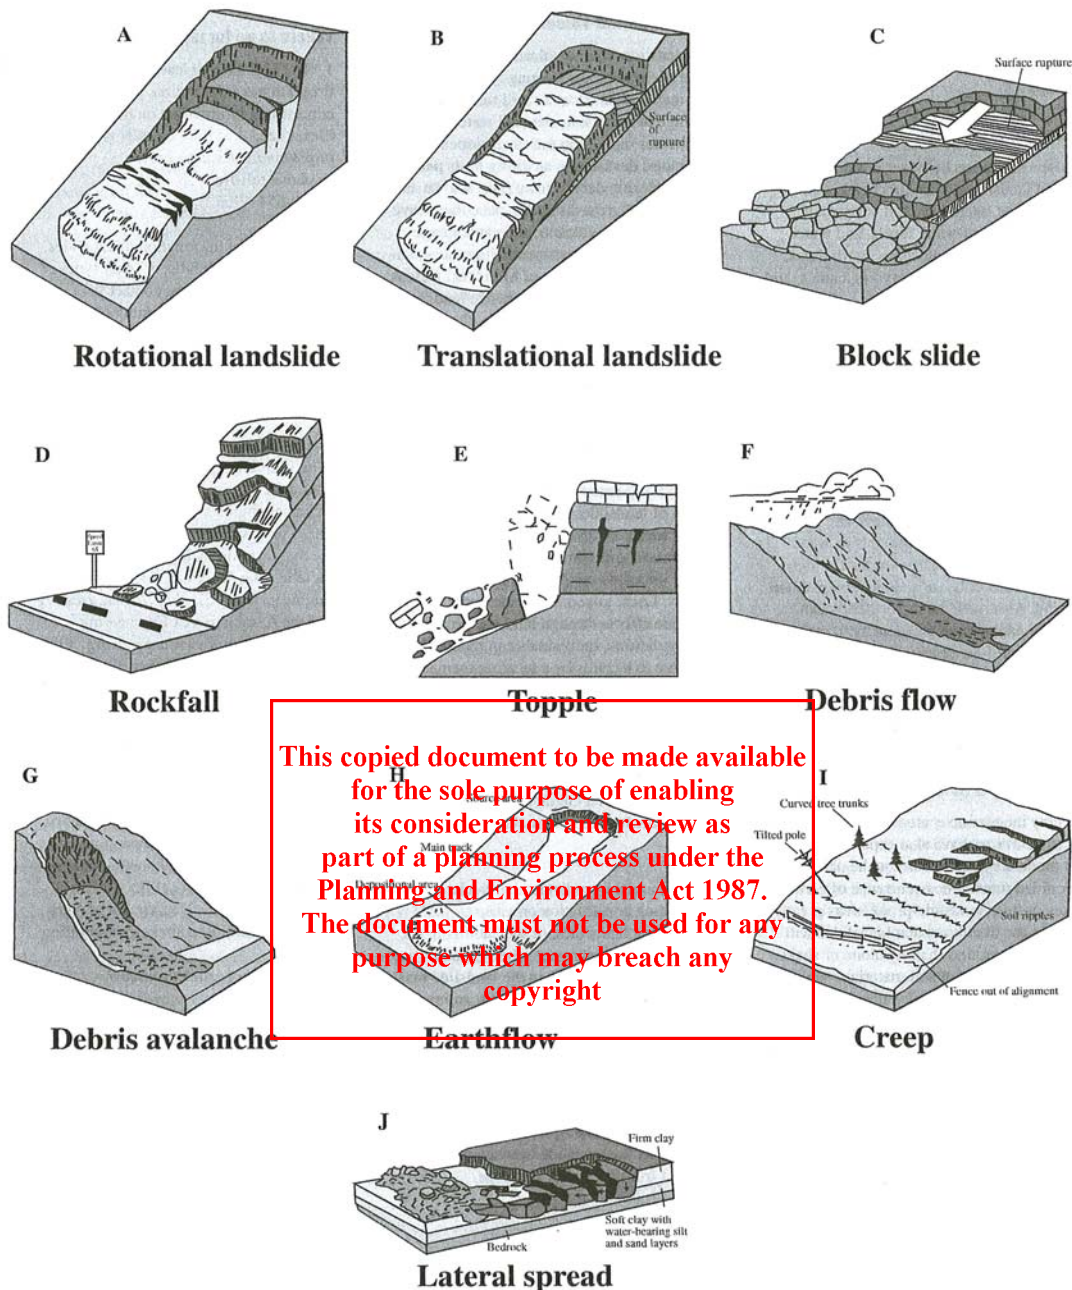 A
B
C
Surface rupture
Surface
of
rupture
Toe
Rotational landslide
Translational landslide
Block slide
D
E
F
Speed
Limit
Rockfall
Topple
Debris flow
This copied document to be made available
for the sole purpose of enabling
its consideration and review as
part of a planning process under the
Planning and Environment Act 1987.
The document must not be used for any
purpose which may breach any
copyright
G
H
Source area
Main track
Depositional area
I
Curved tree trunks
Tilted pole
Soil ripples
Fence out of alignment
Debris avalanche
Earthflow
Creep
J
Firm clay
Soft clay with
water-bearing silt
and sand layers
Bedrock
Lateral spread